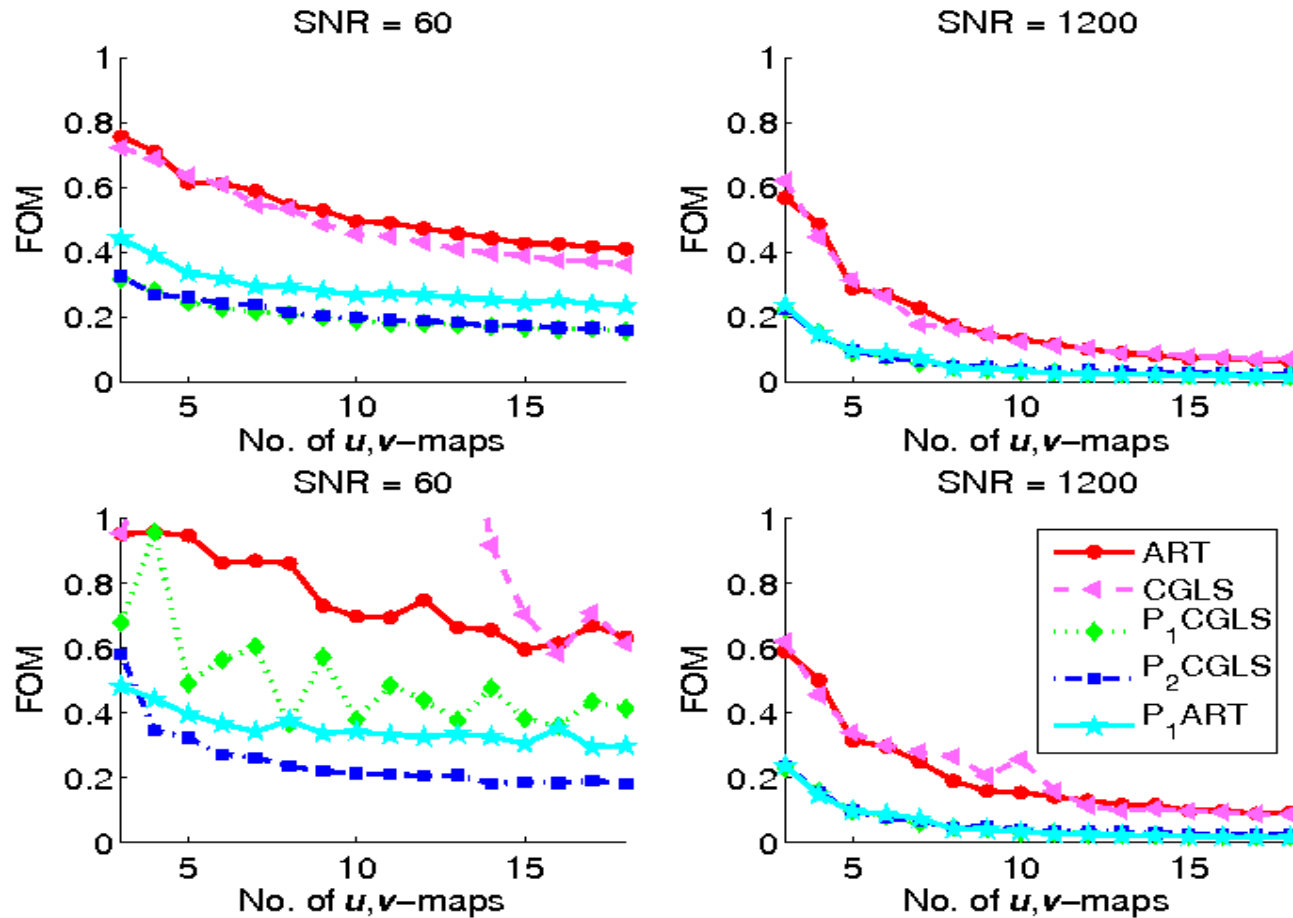 SNR = 60
1
0.8
0.6
0.4
0.2
0
FOM
5
10
15
No. of u,v-maps
SNR = 1200
1
0.8
0.6
0.4
0.2
0
FOM
5
10
15
No. of u,v-maps
SNR = 60
1
0.8
0.6
0.4
0.2
0
FOM
5
10
15
No. of u,v-maps
SNR = 1200
1
0.8
0.6
0.4
0.2
0
FOM
5
10
15
No. of u,v-maps
ART
CGLS
P1CGLS
P2CGLS
P1ART